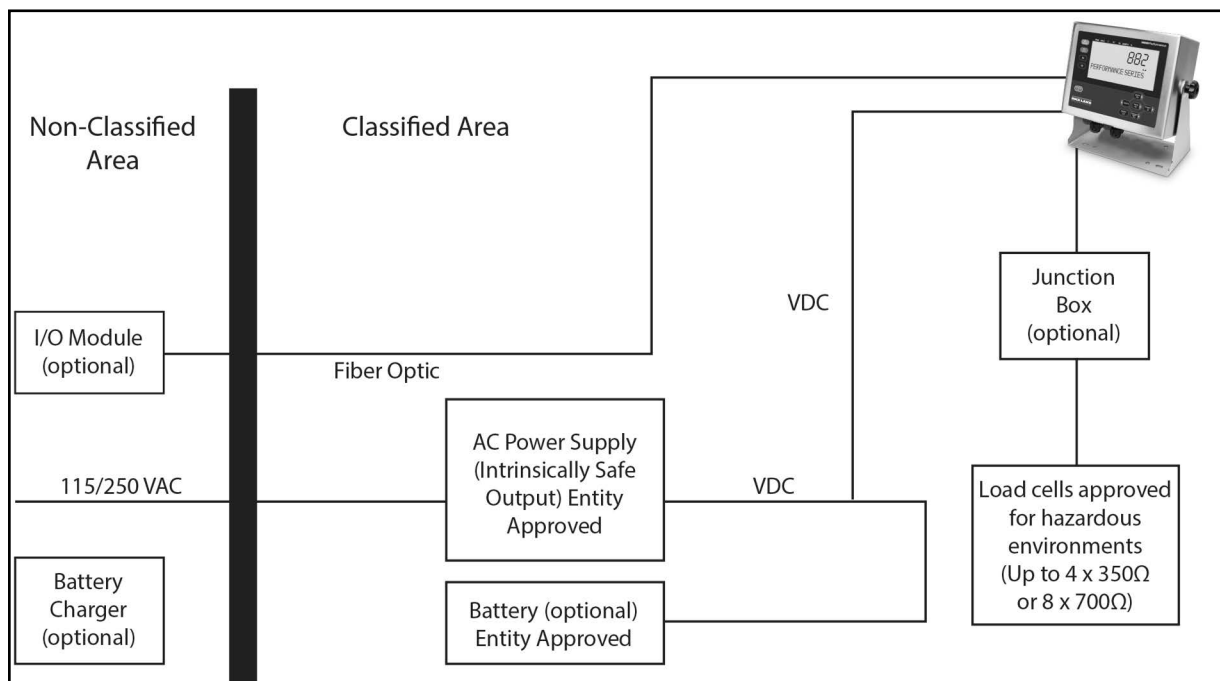 Non-Classified
Area
Classified Area
882
PERFORMANCE SERIES
I/O Module
(optional)
Fiber Optic
VDC
Junction
Box
(optional)
115/250 VAC
AC Power Supply
(Intrinsically Safe
Output) Entity
Approved
VDC
Load cells approved
for hazardous
environments
(Up to 4 x 350Ω
or 8 x 700Ω)
Battery
Charger
(optional)
Battery (optional)
Entity Approved